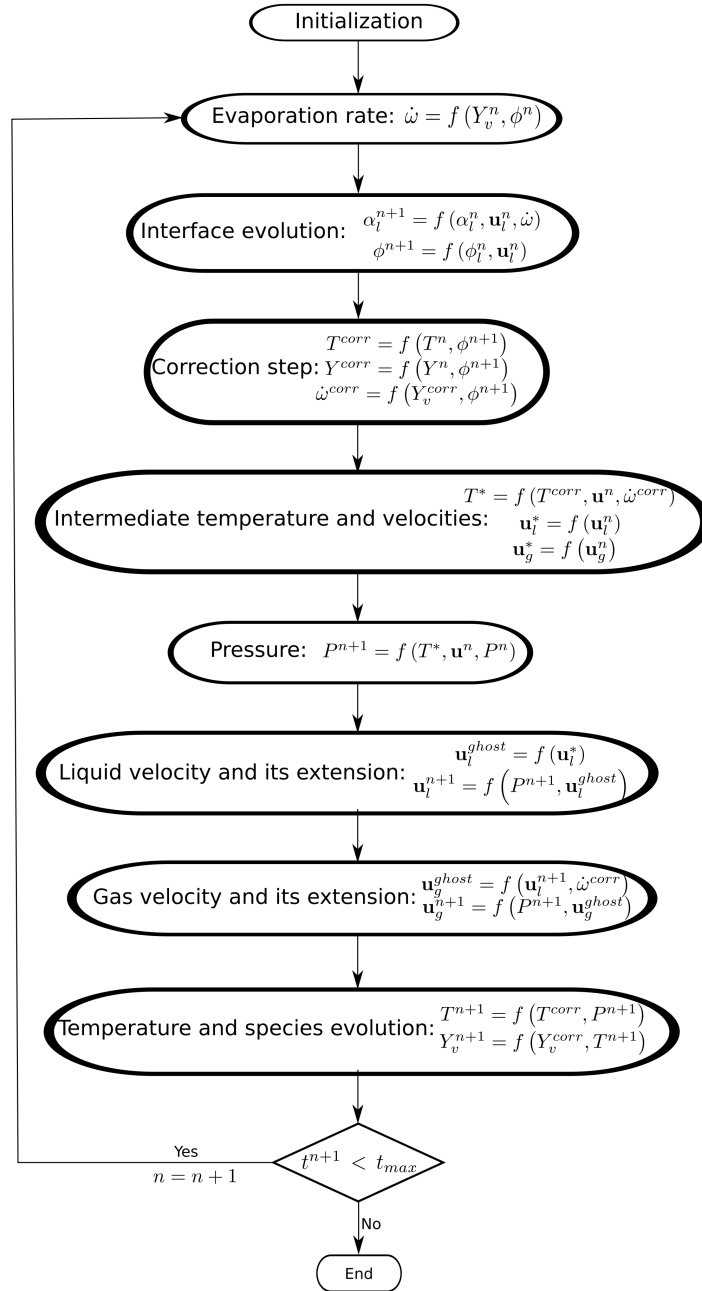 Initialization
Evaporation rate: ω̇ = f (Y_v^n, ϕ^n)
Interface evolution: α_l^{n+1} = f (α_l^n, u_l^n, ω̇)
ϕ^{n+1} = f (ϕ_l^n, u_l^n)
Correction step: T^{corr} = f (T^n, ϕ^{n+1})
Y^{corr} = f (Y^n, ϕ^{n+1})
ω̇^{corr} = f (Y_v^{corr}, ϕ^{n+1})
Intermediate temperature and velocities: T^* = f (T^{corr}, u^n, ω̇^{corr})
u_l^* = f (u_l^n)
u_g^* = f (u_g^n)
Pressure: P^{n+1} = f (T^*, u^n, P^n)
Liquid velocity and its extension: u_l^{ghost} = f (u_l^*)
u_l^{n+1} = f (P^{n+1}, u_l^{ghost})
Gas velocity and its extension: u_g^{ghost} = f (u_l^{n+1}, ω̇^{corr})
u_g^{n+1} = f (P^{n+1}, u_g^{ghost})
Temperature and species evolution: T^{n+1} = f (T^{corr}, P^{n+1})
Y_v^{n+1} = f (Y_v^{corr}, T^{n+1})
Yes
n = n + 1
t^{n+1} < t_{max}
No
End